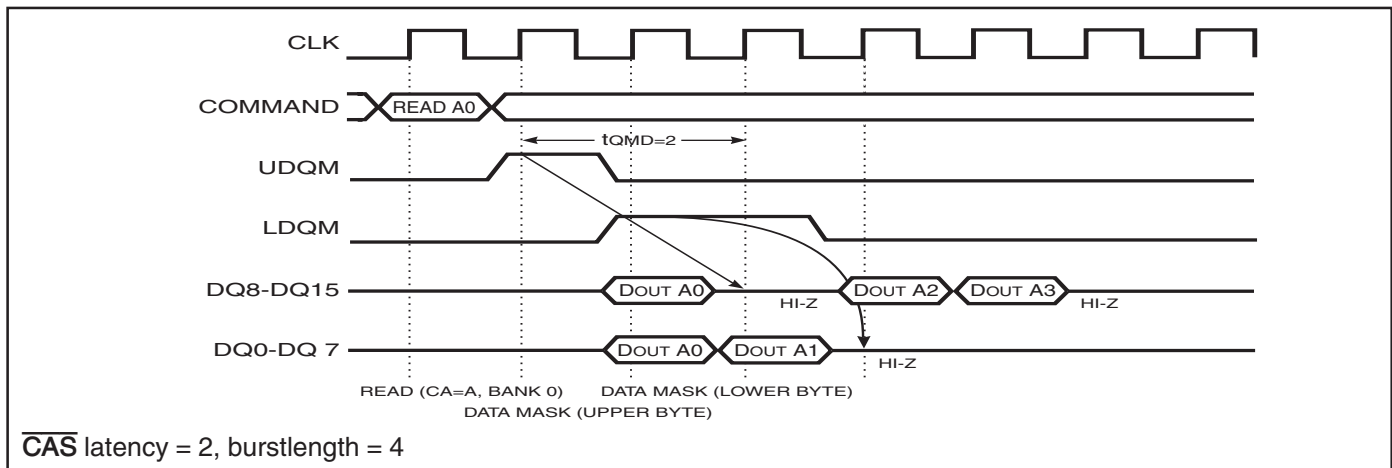 CLK
COMMAND READ A0
tQMD=2
UDQM
LDQM
DQ8-DQ15 DOUT A0 HI-Z DOUT A2 DOUT A3 HI-Z
DQ0-DQ 7 DOUT A0 DOUT A1 HI-Z
READ (CA=A, BANK 0) DATA MASK (LOWER BYTE)
DATA MASK (UPPER BYTE)
CAS latency = 2, burstlength = 4